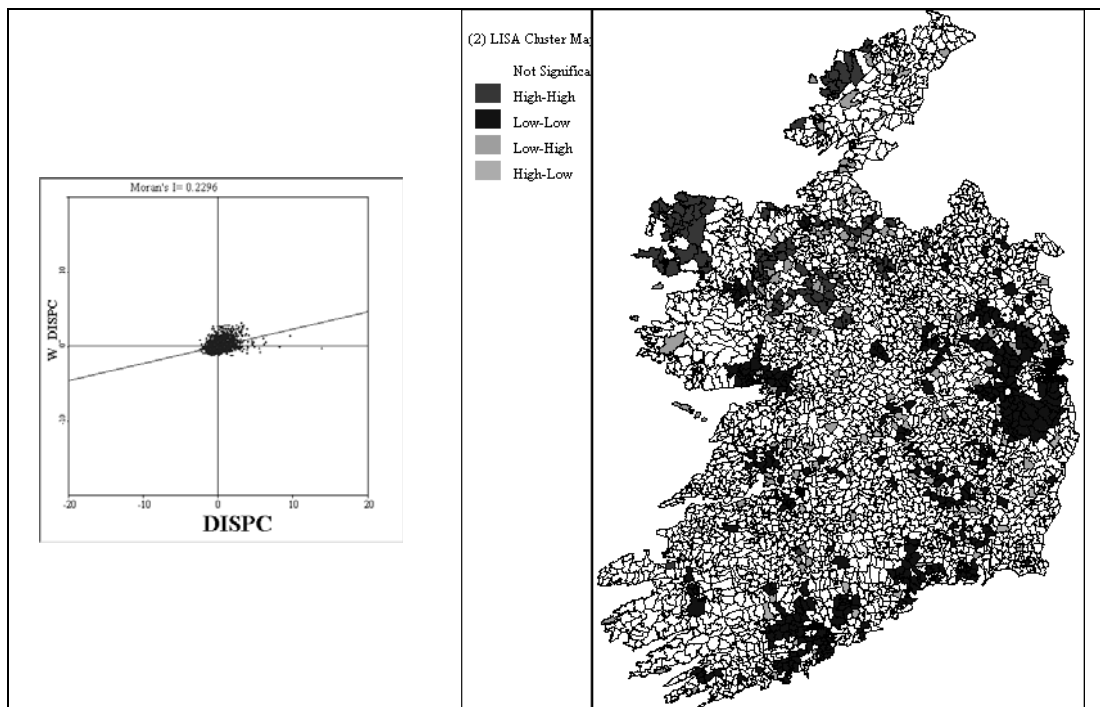 Moran's I= 0.2296
W_DISPC
10
0
-10
-20
-10
0
10
20
DISPC
(2) LISA Cluster Ma
Not Significa
High-High
Low-Low
Low-High
High-Low